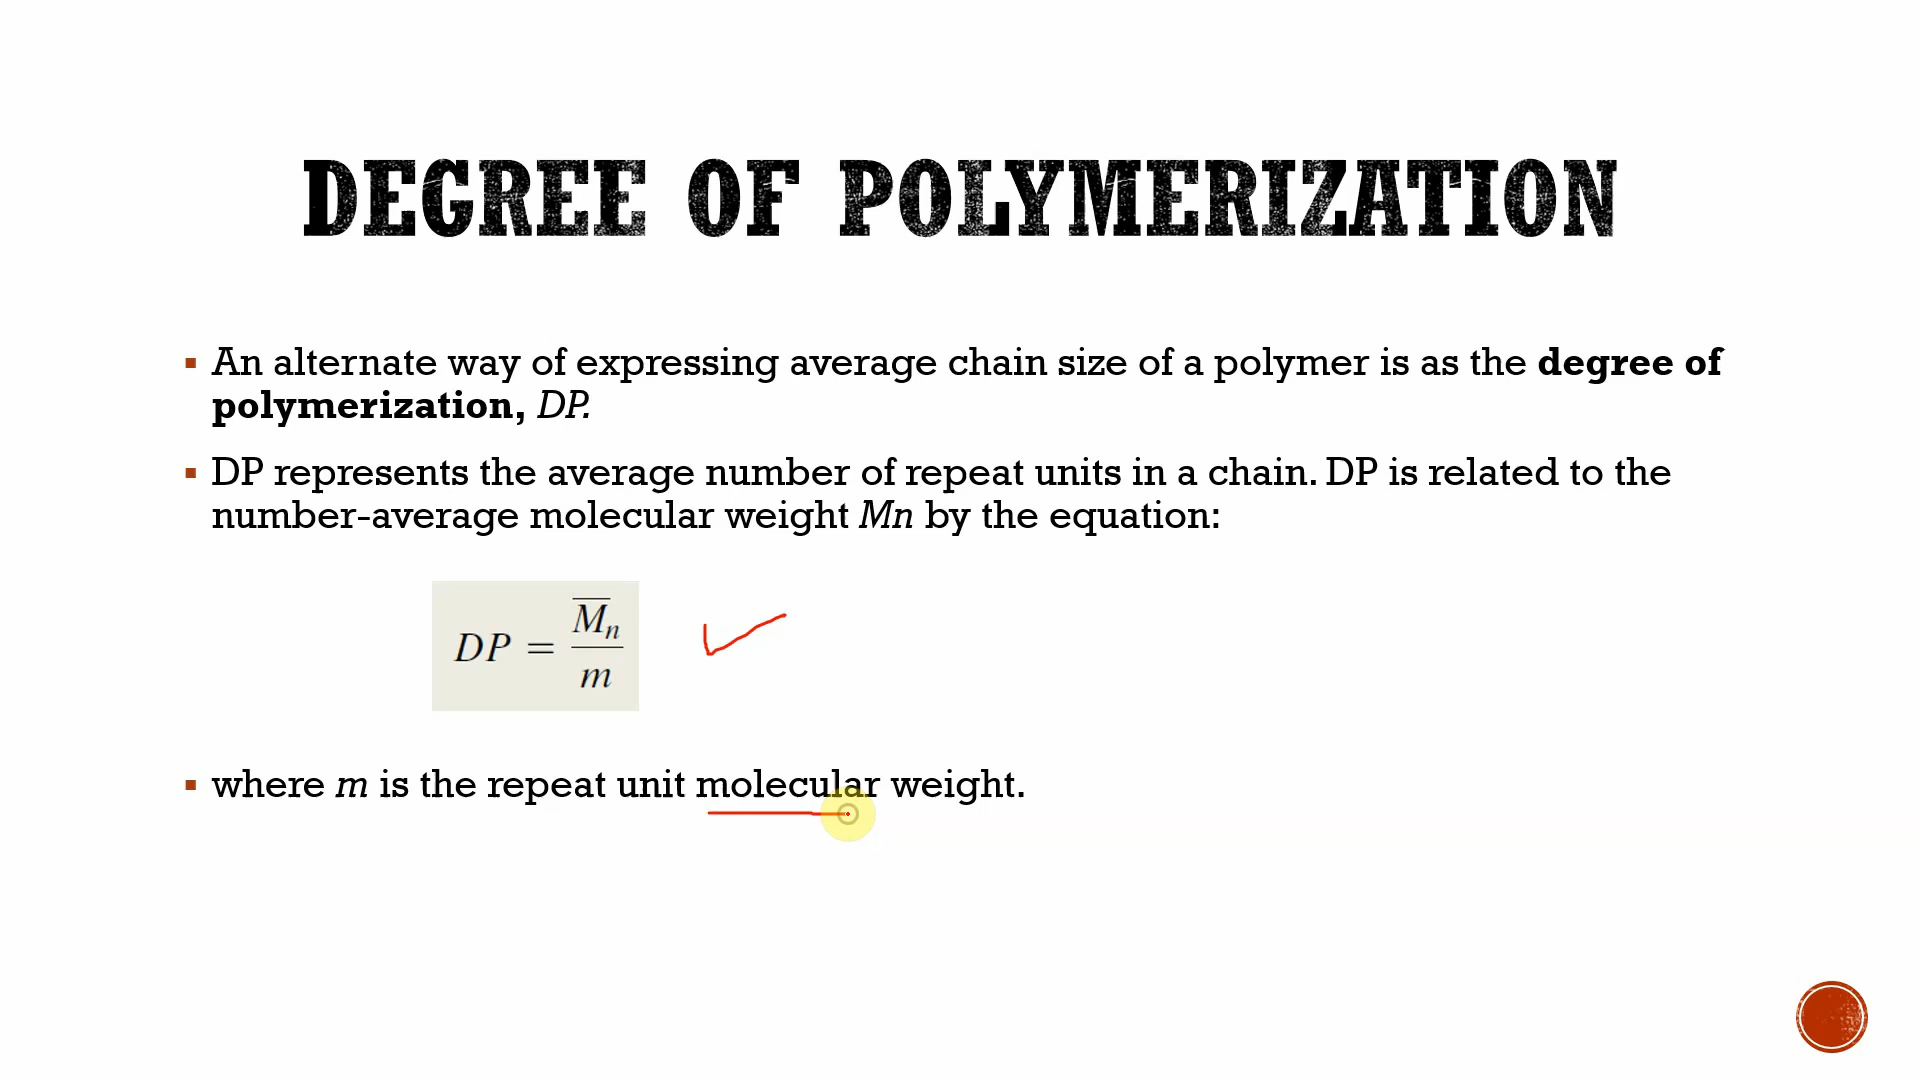 DEGREE OF POLYMERIZATION
▪ An alternate way of expressing average chain size of a polymer is as the degree of
polymerization, DP.
▪ DP represents the average number of repeat units in a chain. DP is related to the
number-average molecular weight Mn by the equation:
DP = M̅n / m
▪ where m is the repeat unit molecular weight.